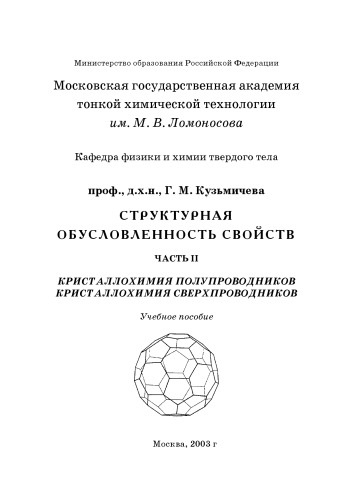 Министерство образования Российской Федерации
Московская государственная академия
тонкой химической технологии
им. М. В. Ломоносова
Кафедра физики и химии твердого тела
проф., д.х.н., Г. М. Кузьмичева
СТРУКТУРНАЯ
ОБУСЛОВЛЕННОСТЬ СВОЙСТВ
ЧАСТЬ II
КРИСТАЛЛОХИМИЯ ПОЛУПРОВОДНИКОВ
КРИСТАЛЛОХИМИЯ СВЕРХПРОВОДНИКОВ
Учебное пособие
Москва, 2003 г